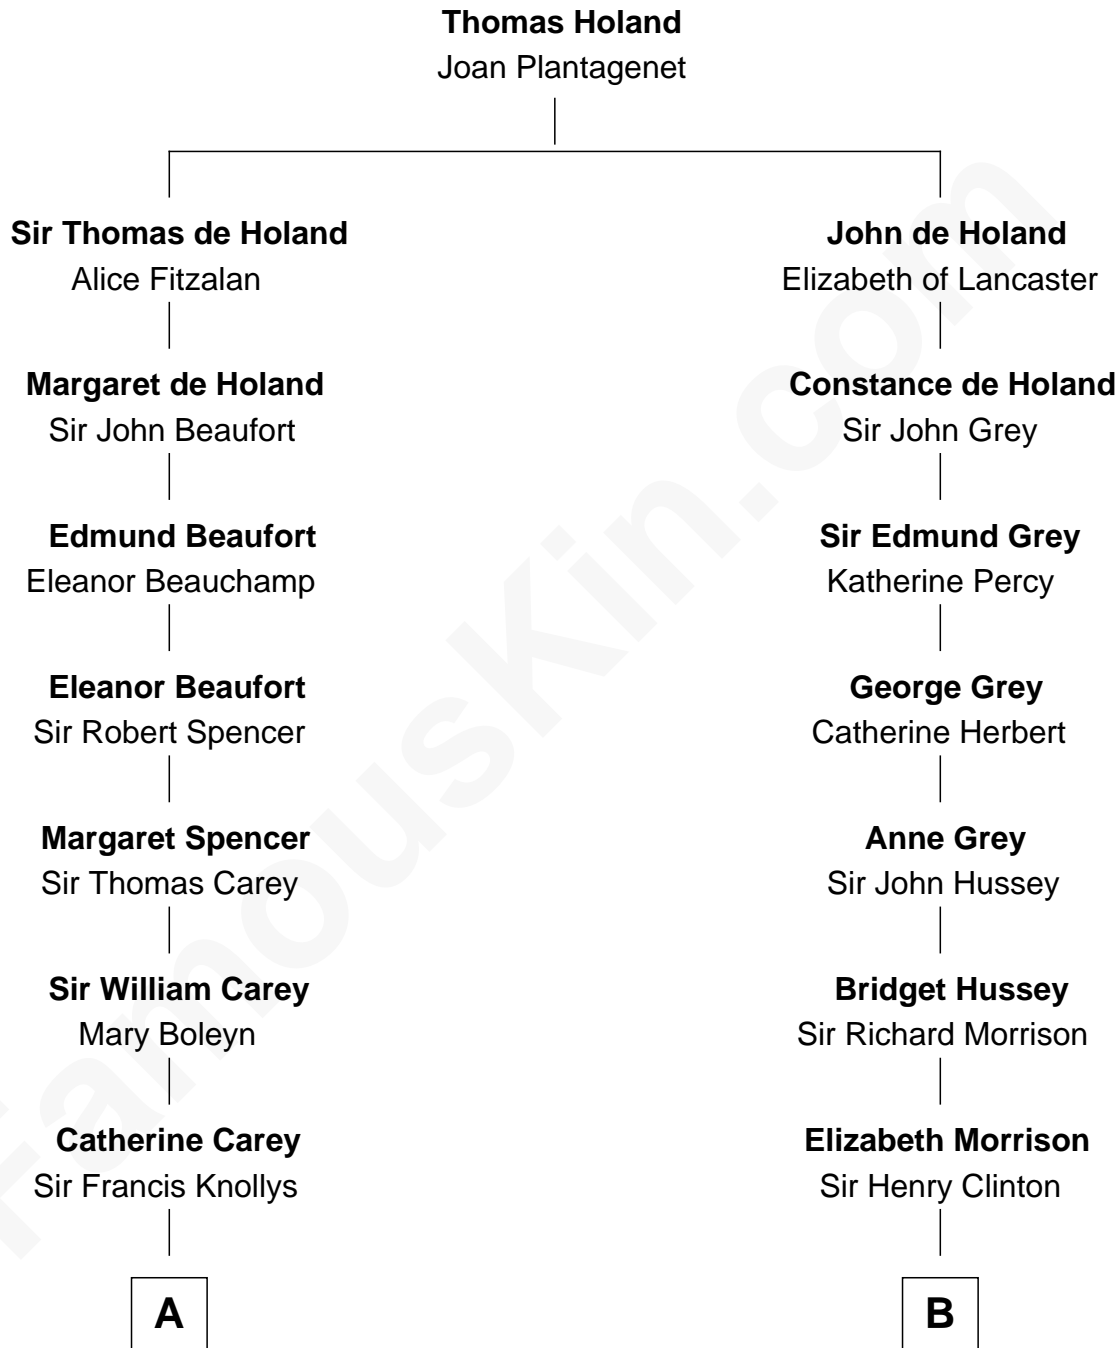 Thomas Holand
Joan Plantagenet
Sir Thomas de Holand
Alice Fitzalan
Margaret de Holand
Sir John Beaufort
Edmund Beaufort
Eleanor Beauchamp
Eleanor Beaufort
Sir Robert Spencer
Margaret Spencer
Sir Thomas Carey
Sir William Carey
Mary Boleyn
Catherine Carey
Sir Francis Knollys
A
John de Holand
Elizabeth of Lancaster
Constance de Holand
Sir John Grey
Sir Edmund Grey
Katherine Percy
George Grey
Catherine Herbert
Anne Grey
Sir John Hussey
Bridget Hussey
Sir Richard Morrison
Elizabeth Morrison
Sir Henry Clinton
B
FamousKin.com